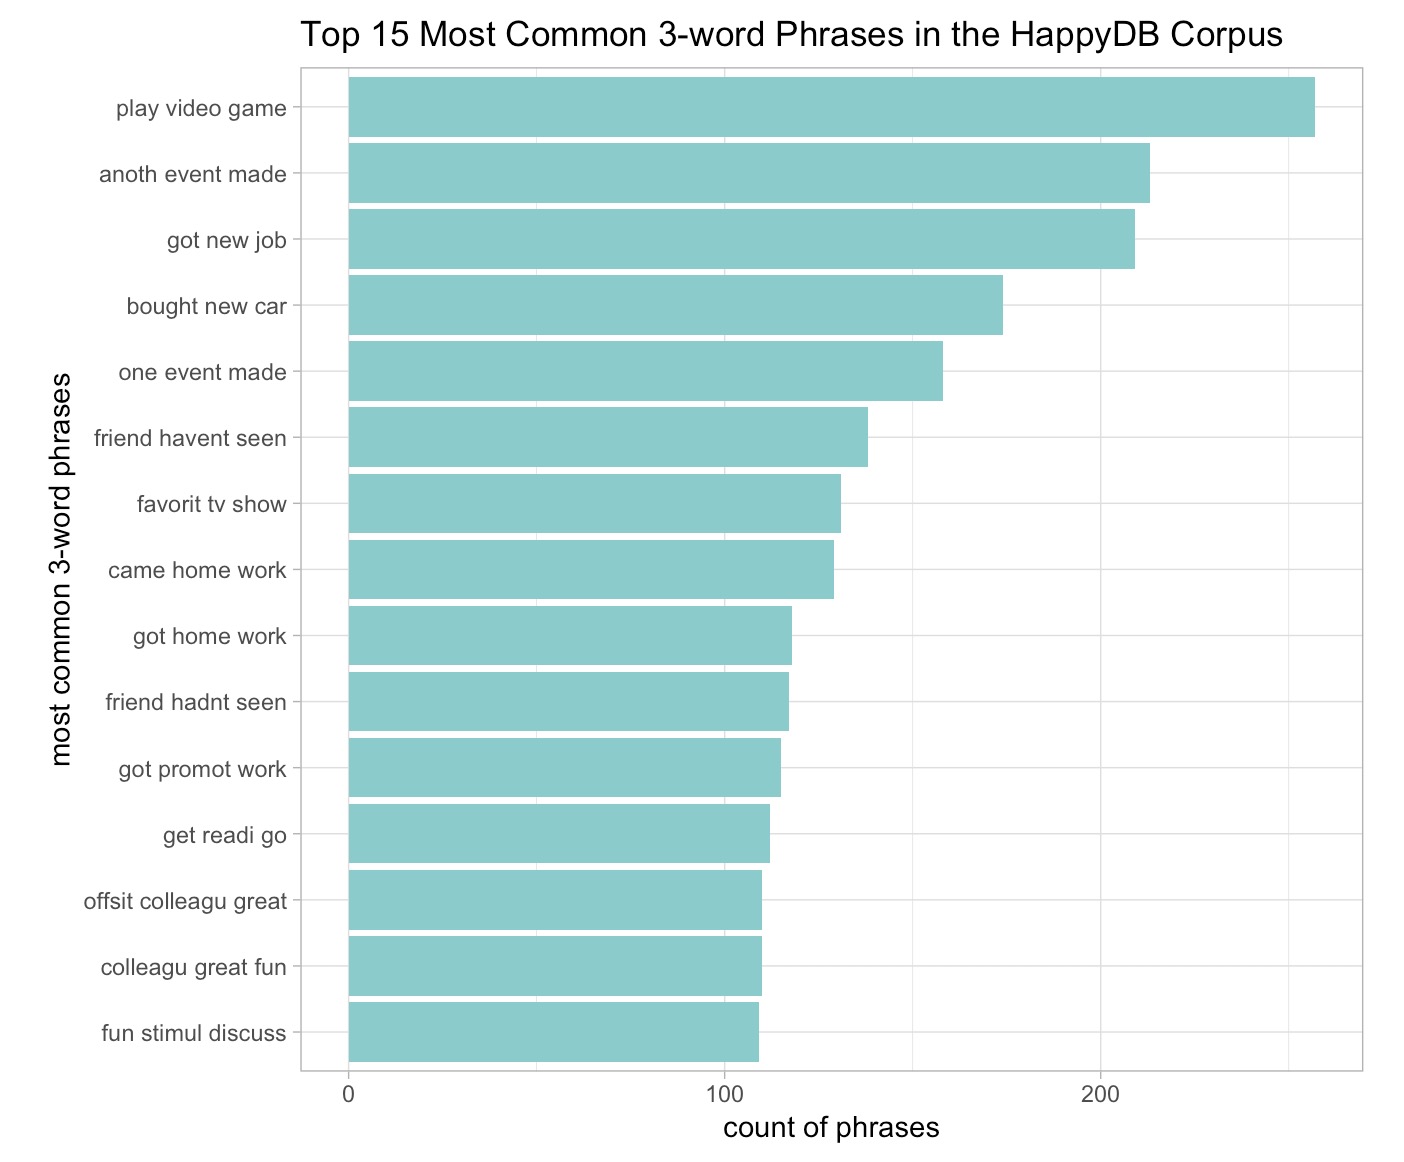 Top 15 Most Common 3-word Phrases in the HappyDB Corpus
most common 3-word phrases
play video game
anoth event made
got new job
bought new car
one event made
friend havent seen
favorit tv show
came home work
got home work
friend hadnt seen
got promot work
get readi go
offsit colleagu great
colleagu great fun
fun stimul discuss
0 100 200
count of phrases